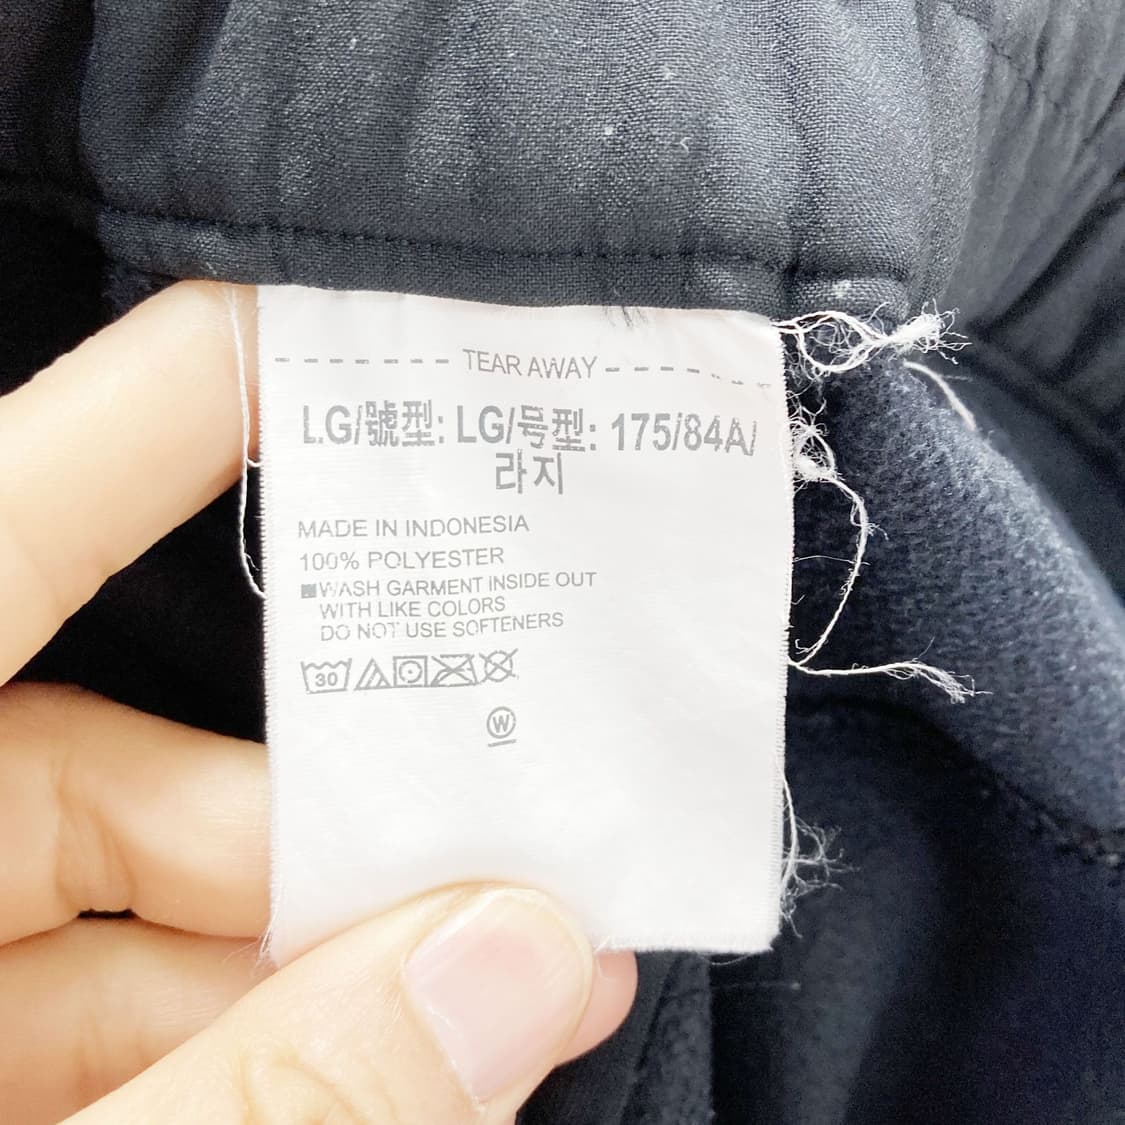 TEAR AWAY
LG/號型: LG/号型: 175/84A/
라지
MADE IN INDONESIA
100% POLYESTER
■WASH GARMENT INSIDE OUT
WITH LIKE COLORS
DO NOT USE SOFTENERS
30
W